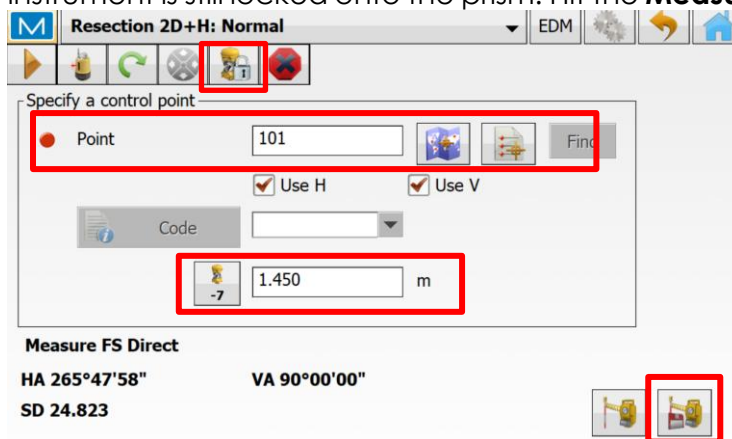 instrument is still locked onto the prism. Hit the Measu
M Resection 2D+H: Normal EDM
Specify a control point
Point 101 Find
Use H Use V
Code
-7 1.450 m
Measure FS Direct
HA 265°47'58" VA 90°00'00"
SD 24.823